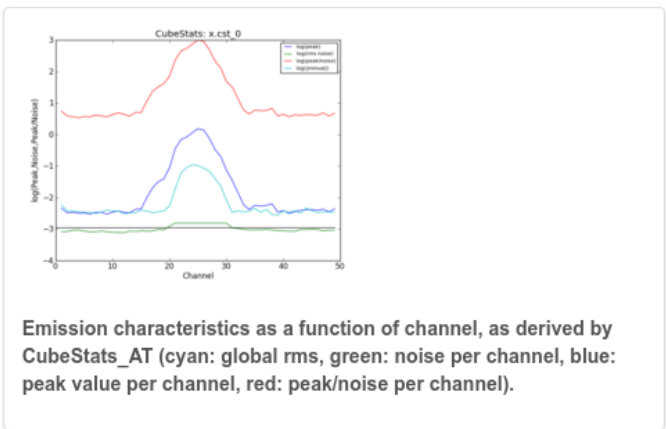 CubeStats: x.cst_0
log(peak)
log(rms noise)
log(peak/noise)
log(|minval|)
3
2
1
0
−1
−2
−3
−4
log(Peak,Noise,Peak/Noise)
0 10 20 30 40 50
Channel
Emission characteristics as a function of channel, as derived by
CubeStats_AT (cyan: global rms, green: noise per channel, blue:
peak value per channel, red: peak/noise per channel).